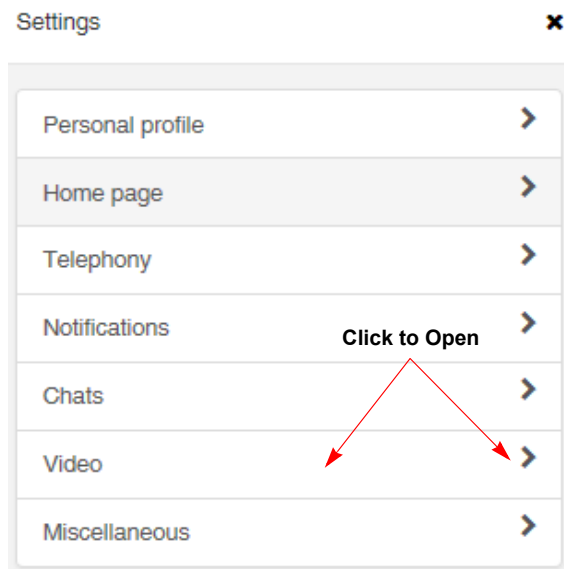 Settings
Personal profile
Home page
Telephony
Notifications
Click to Open
Chats
Video
Miscellaneous